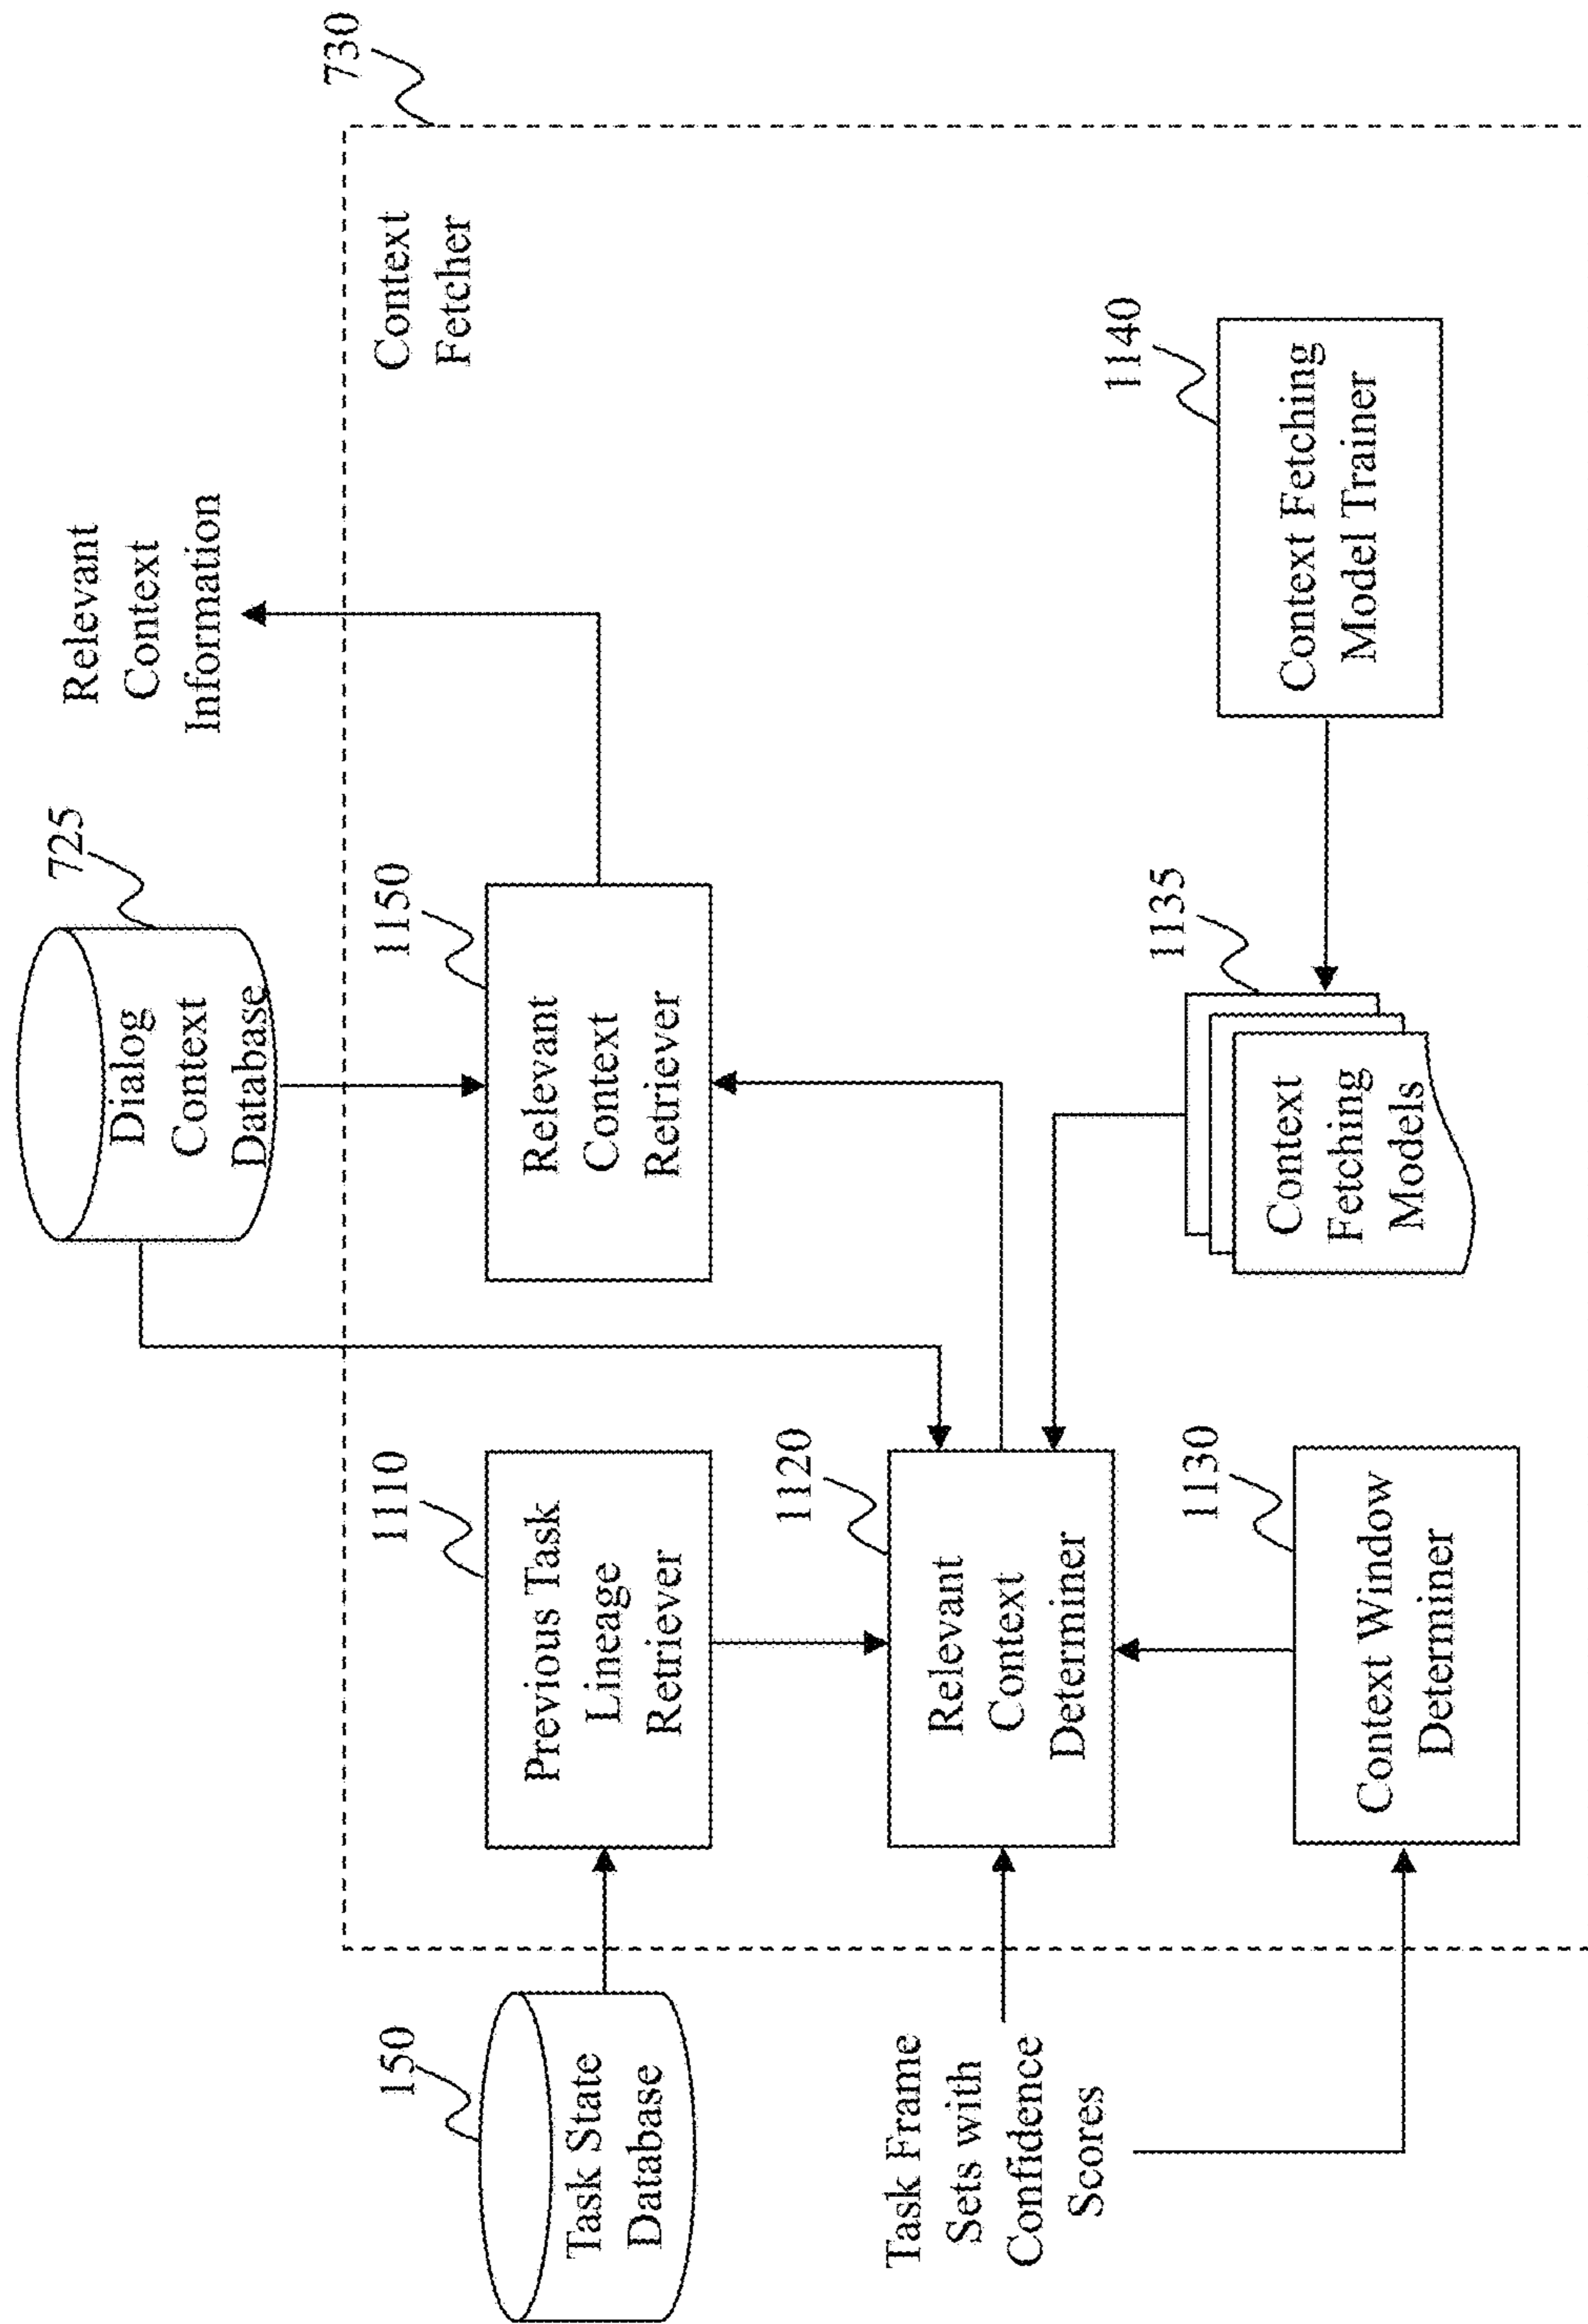 725
Dialog
Context
Database
Relevant
Context
Information
730
Context
Fetcher
150
Task State
Database
1110
Previous Task
Lineage
Retriever
1150
Relevant
Context
Retriever
Task Frame
Sets with
Confidence
Scores
1120
Relevant
Context
Determiner
1130
Context Window
Determiner
1135
Context
Fetching
Models
1140
Context Fetching
Model Trainer